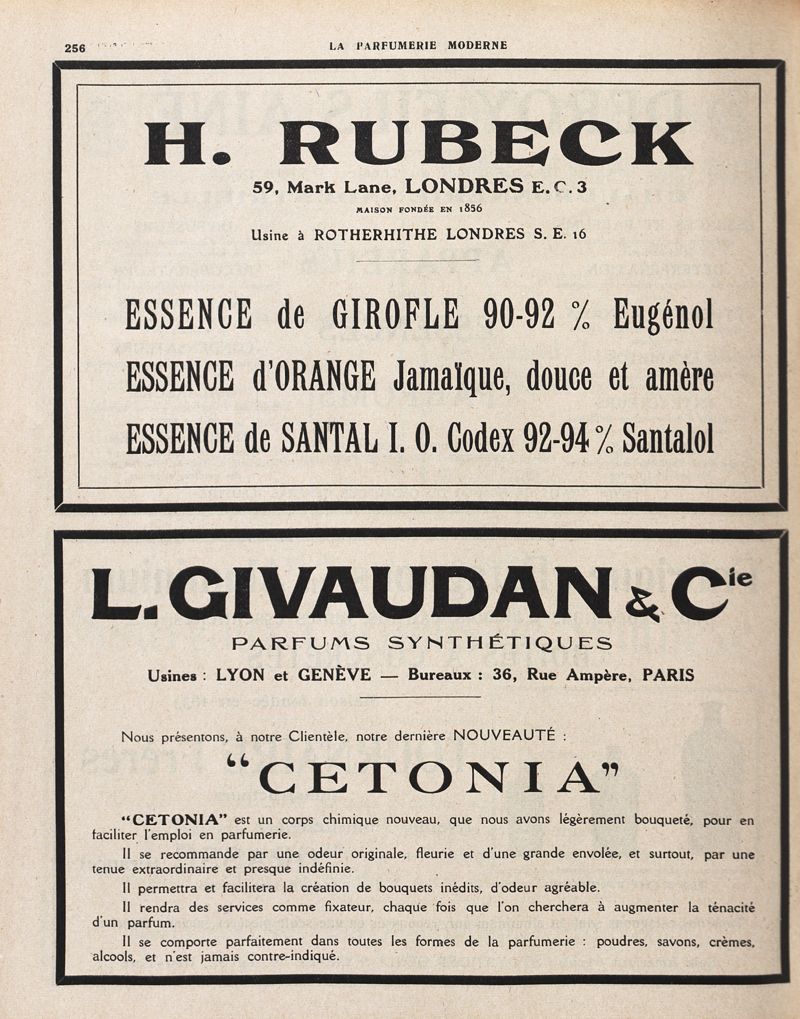 256
LA PARFUMERIE MODERNE
H. RUBECK
59, Mark Lane, LONDRES E.C. 3
MAISON FONDÉE EN 1856
Usine à ROTHERHITHE LONDRES S. E. 16
ESSENCE de GIROFLE 90-92 % Eugénol
ESSENCE d'ORANGE Jamaïque, douce et amère
ESSENCE de SANTAL I. O. Codex 92-94 % Santalol
L. GIVAUDAN & Cie
PARFUMS SYNTHÉTIQUES
Usines : LYON et GENÈVE — Bureaux : 36, Rue Ampère, PARIS
Nous présentons, à notre Clientèle, notre dernière NOUVEAUTÉ :
“CETONIA”
“CETONIA” est un corps chimique nouveau, que nous avons légèrement bouqueté, pour en
faciliter l'emploi en parfumerie.
Il se recommande par une odeur originale, fleurie et d'une grande envolée, et surtout, par une
tenue extraordinaire et presque indéfinie.
Il permettra et facilitera la création de bouquets inédits, d'odeur agréable.
Il rendra des services comme fixateur, chaque fois que l'on cherchera à augmenter la ténacité
d'un parfum.
Il se comporte parfaitement dans toutes les formes de la parfumerie : poudres, savons, crèmes,
alcools, et n'est jamais contre-indiqué.